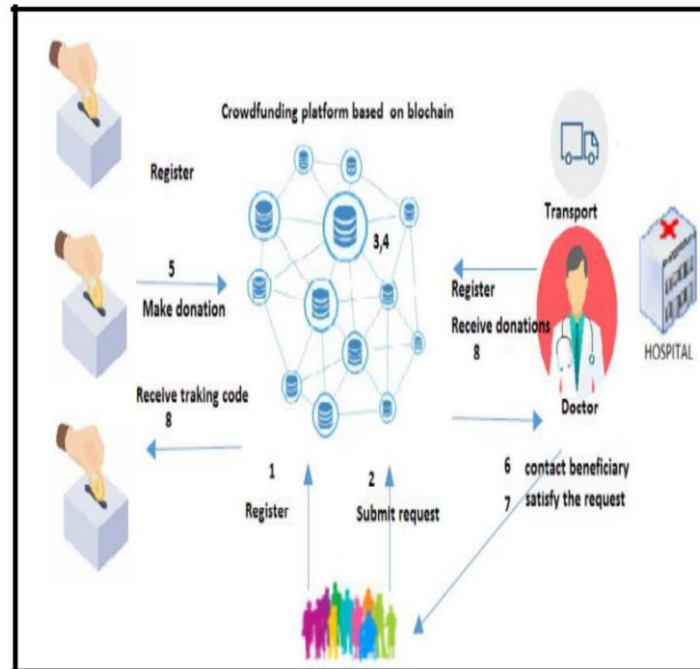 Crowdfunding platform based on blochain
Register
3,4
Transport
5
Make donation
Register
Receive donations
8
HOSPITAL
Doctor
Receive traking code
8
1
Register
2
Submit request
6 contact beneficiary
7 satisfy the request